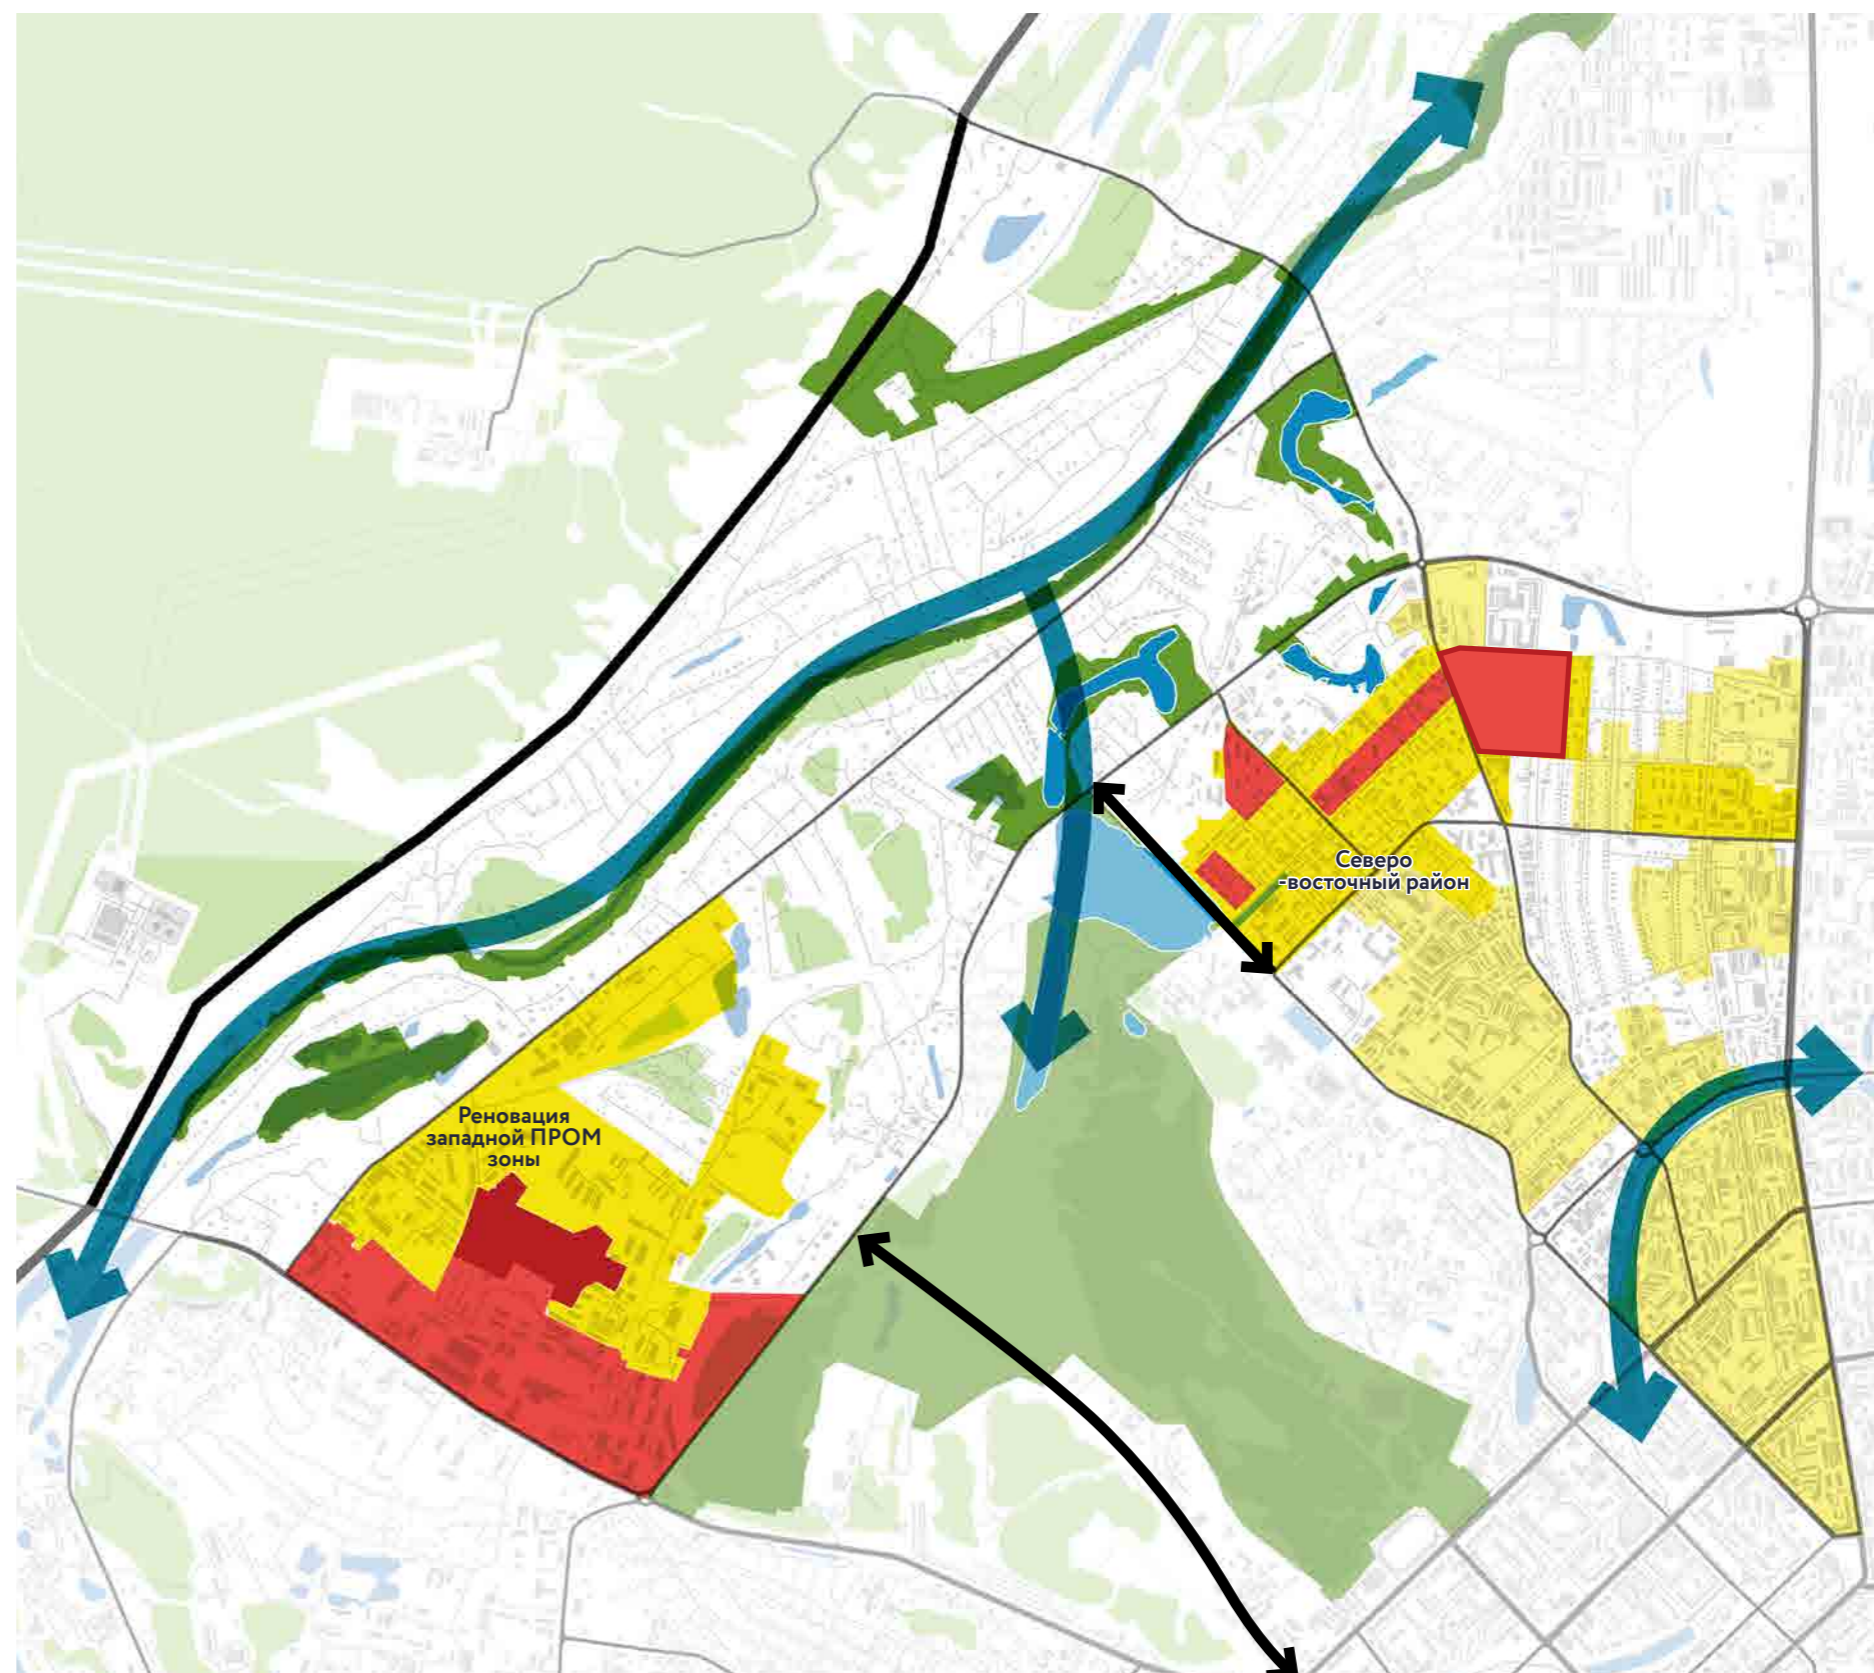 Северо
-восточный район
Реновация
западной ПРОМ
зоны